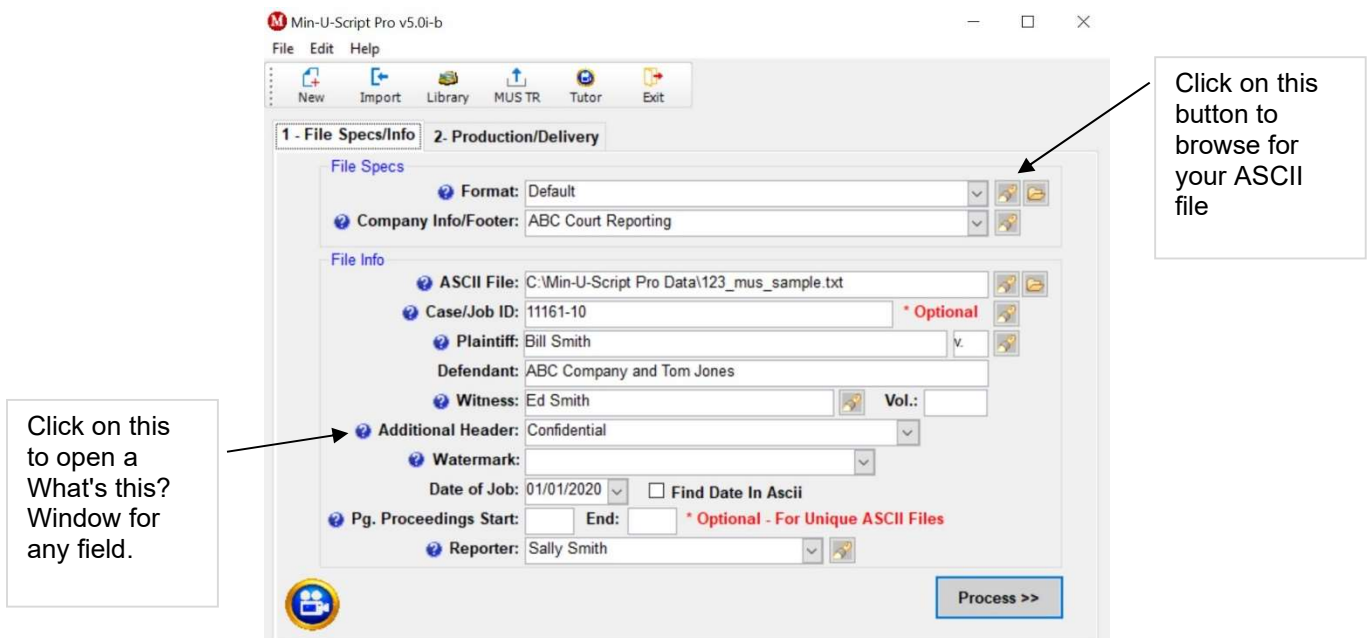 Min-U-Script Pro v5.0i-b
File Edit Help
New Import Library MUS TR Tutor Exit
1 - File Specs/Info 2- Production/Delivery
File Specs
Format: Default
Company Info/Footer: ABC Court Reporting
File Info
ASCII File: C:\Min-U-Script Pro Data\123_mus_sample.txt
Case/Job ID: 11161-10 * Optional
Plaintiff: Bill Smith v.
Defendant: ABC Company and Tom Jones
Witness: Ed Smith Vol.:
Additional Header: Confidential
Watermark:
Date of Job: 01/01/2020 Find Date In Ascii
Pg. Proceedings Start: End: * Optional - For Unique ASCII Files
Reporter: Sally Smith
Process >>
Click on this
button to
browse for
your ASCII
file
Click on this
to open a
What's this?
Window for
any field.